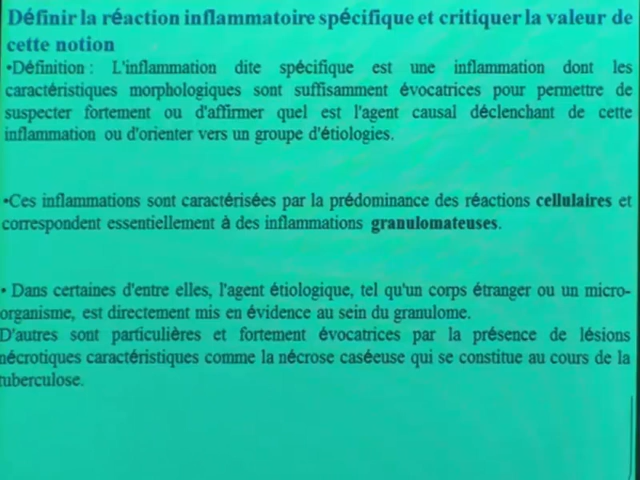 Définir la réaction inflammatoire spécifique et critiquer la valeur de
cette notion
•Définition : L'inflammation dite spécifique est une inflammation dont les
caractéristiques morphologiques sont suffisamment évocatrices pour permettre de
suspecter fortement ou d'affirmer quel est l'agent causal déclenchant de cette
inflammation ou d'orienter vers un groupe d'étiologies.
•Ces inflammations sont caractérisées par la prédominance des réactions cellulaires et
correspondent essentiellement à des inflammations granulomateuses.
• Dans certaines d'entre elles, l'agent étiologique, tel qu'un corps étranger ou un micro-
organisme, est directement mis en évidence au sein du granulome.
D'autres sont particulières et fortement évocatrices par la présence de lésions
nécrotiques caractéristiques comme la nécrose caséeuse qui se constitue au cours de la
tuberculose.